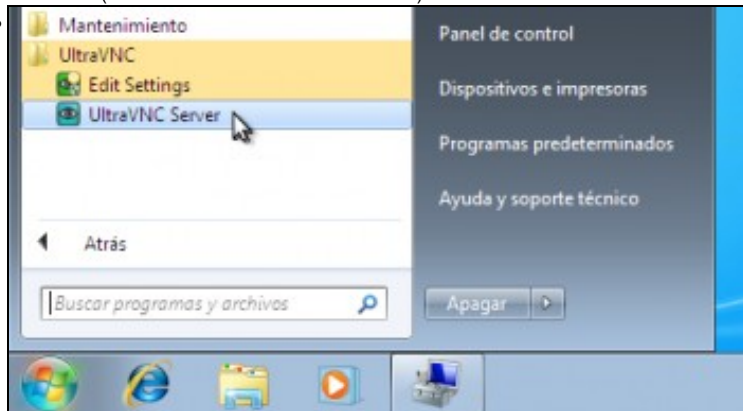 Mantenimiento
UltraVNC
Edit Settings
UltraVNC Server
Atrás
Buscar programas y archivos
Panel de control
Dispositivos e impresoras
Programas predeterminados
Ayuda y soporte técnico
Apagar